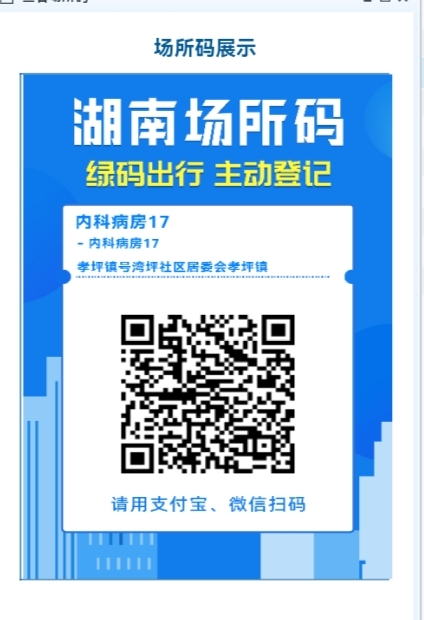 场所码展示
湖南场所码
绿码出行 主动登记
内科病房17
- 内科病房17
孝坪镇号湾坪社区居委会孝坪镇
请用支付宝、微信扫码